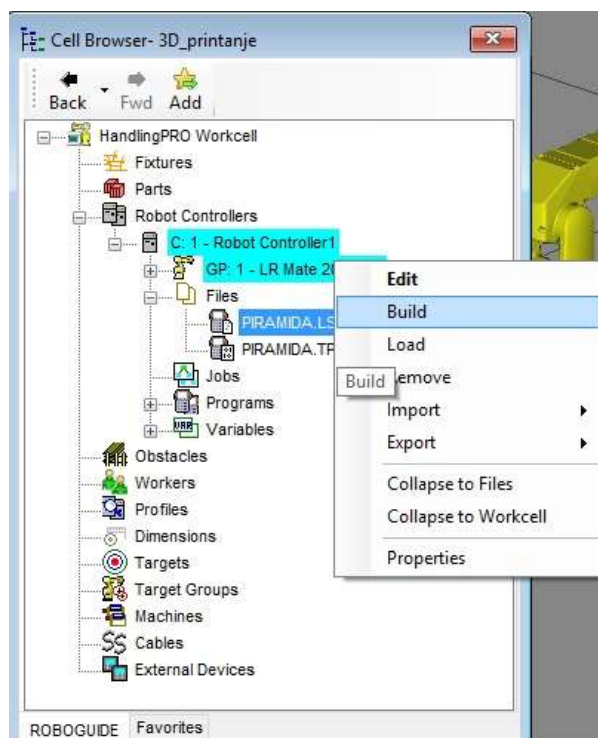 Cell Browser- 3D_printanje
Back Fwd Add
HandlingPRO Workcell
Fixtures
Parts
Robot Controllers
C: 1 - Robot Controller1
GP: 1 - LR Mate 20
Files
PIRAMIDA.LS
PIRAMIDA.TP
Jobs
Programs
Variables
Obstacles
Workers
Profiles
Dimensions
Targets
Target Groups
Machines
Cables
External Devices
Edit
Build
Load
Build emove
Import
Export
Collapse to Files
Collapse to Workcell
Properties
ROBOGUIDE Favorites